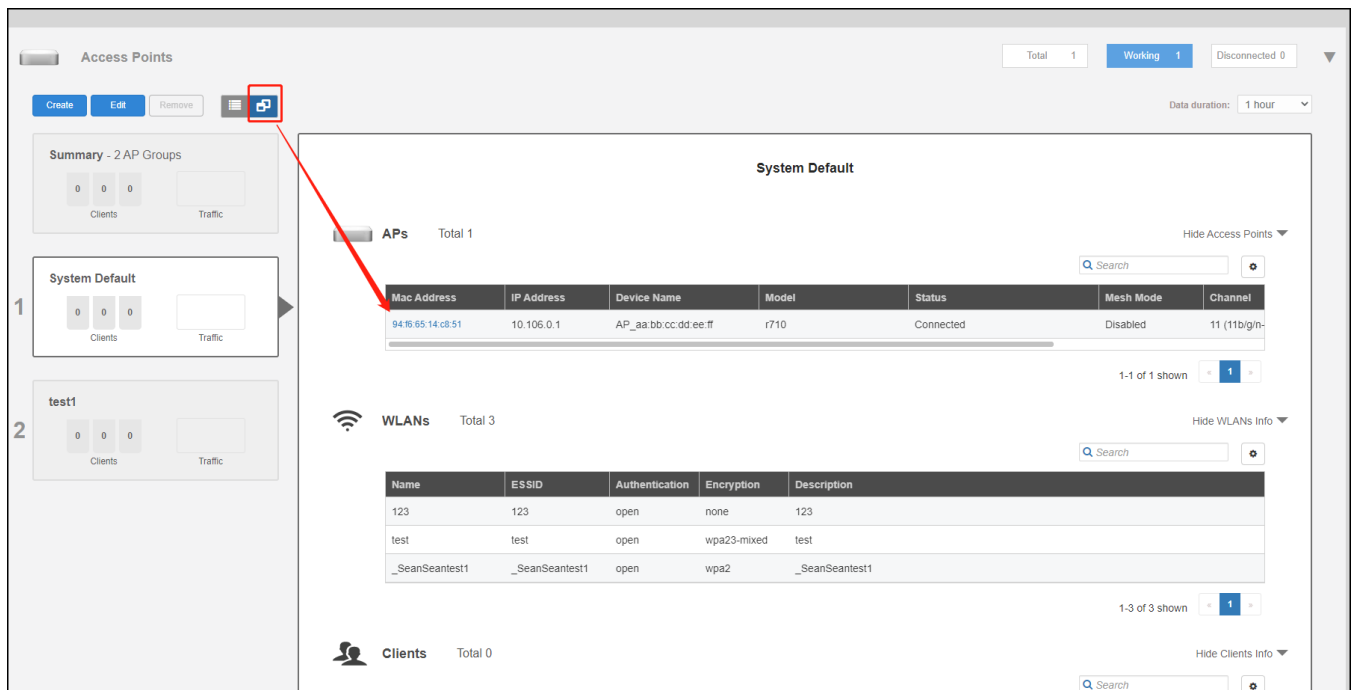 Access Points
Total 1
Working 1
Disconnected 0
Create
Edit
Remove
Data duration:
1 hour
Summary - 2 AP Groups
0 0 0
Clients
Traffic
1
System Default
0 0 0
Clients
Traffic
2
test1
0 0 0
Clients
Traffic
System Default
APs Total 1
Hide Access Points
Search
Mac Address IP Address Device Name Model Status Mesh Mode Channel
94:f6:65:14:c8:51 10.106.0.1 AP_aa:bb:cc:dd:ee:ff r710 Connected Disabled 11 (11b/g/n-
1-1 of 1 shown « 1 »
WLANs Total 3
Hide WLANs Info
Search
Name ESSID Authentication Encryption Description
123 123 open none 123
test test open wpa23-mixed test
_SeanSeantest1 _SeanSeantest1 open wpa2 _SeanSeantest1
1-3 of 3 shown « 1 »
Clients Total 0
Hide Clients Info
Search